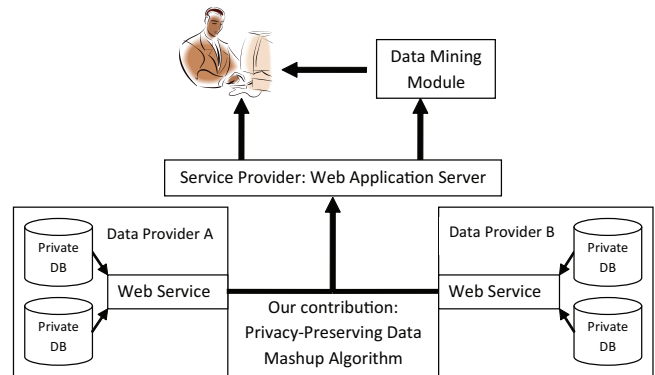 Data Mining
Module
Service Provider: Web Application Server
Data Provider A
Private
DB
Web Service
Private
DB
Our contribution:
Privacy-Preserving Data
Mashup Algorithm
Data Provider B
Private
DB
Web Service
Private
DB